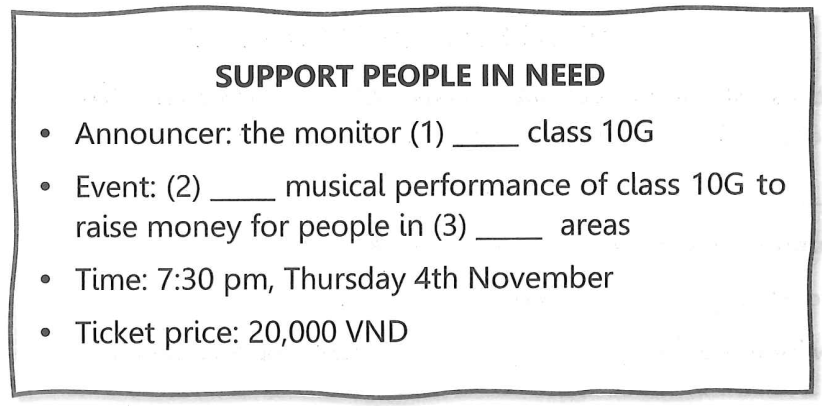 SUPPORT PEOPLE IN NEED
• Announcer: the monitor (1) _____ class 10G
• Event: (2) _____ musical performance of class 10G to
raise money for people in (3) _____ areas
• Time: 7:30 pm, Thursday 4th November
• Ticket price: 20,000 VND